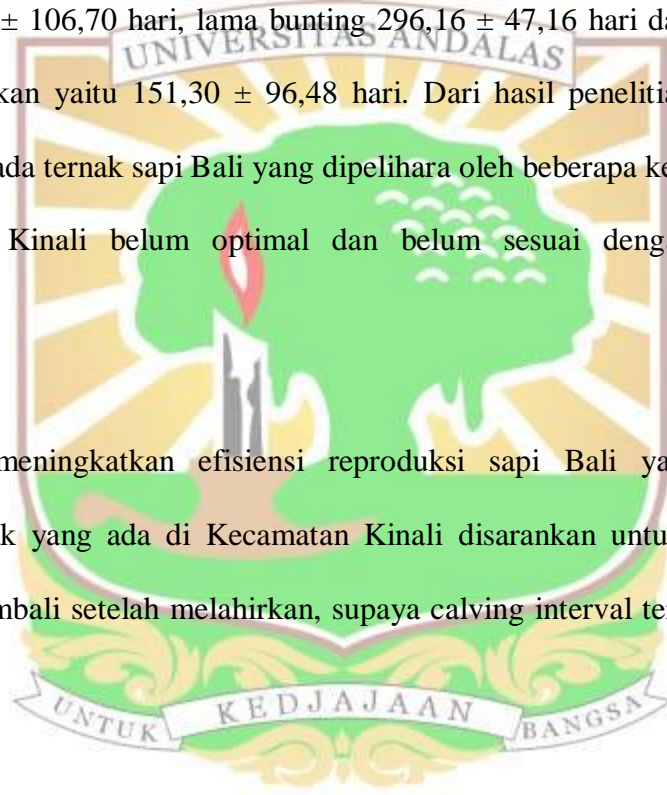 ± 106,70 hari, lama bunting 296,16 ± 47,16 hari da
UNIVERSITAS ANDALAS
kan yaitu 151,30 ± 96,48 hari. Dari hasil penelitia
ada ternak sapi Bali yang dipelihara oleh beberapa ke
Kinali belum optimal dan belum sesuai deng
meningkatkan efisiensi reproduksi sapi Bali ya
k yang ada di Kecamatan Kinali disarankan untu
mbali setelah melahirkan, supaya calving interval te
UNTUK KEDJAJAAN BANGSA